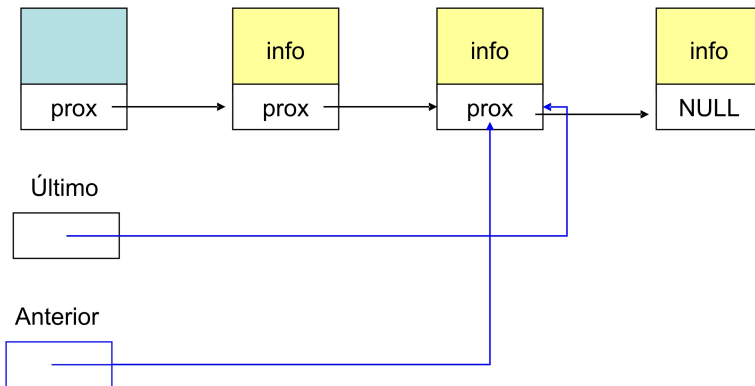 info
info
info
prox
prox
prox
NULL
Último
Anterior